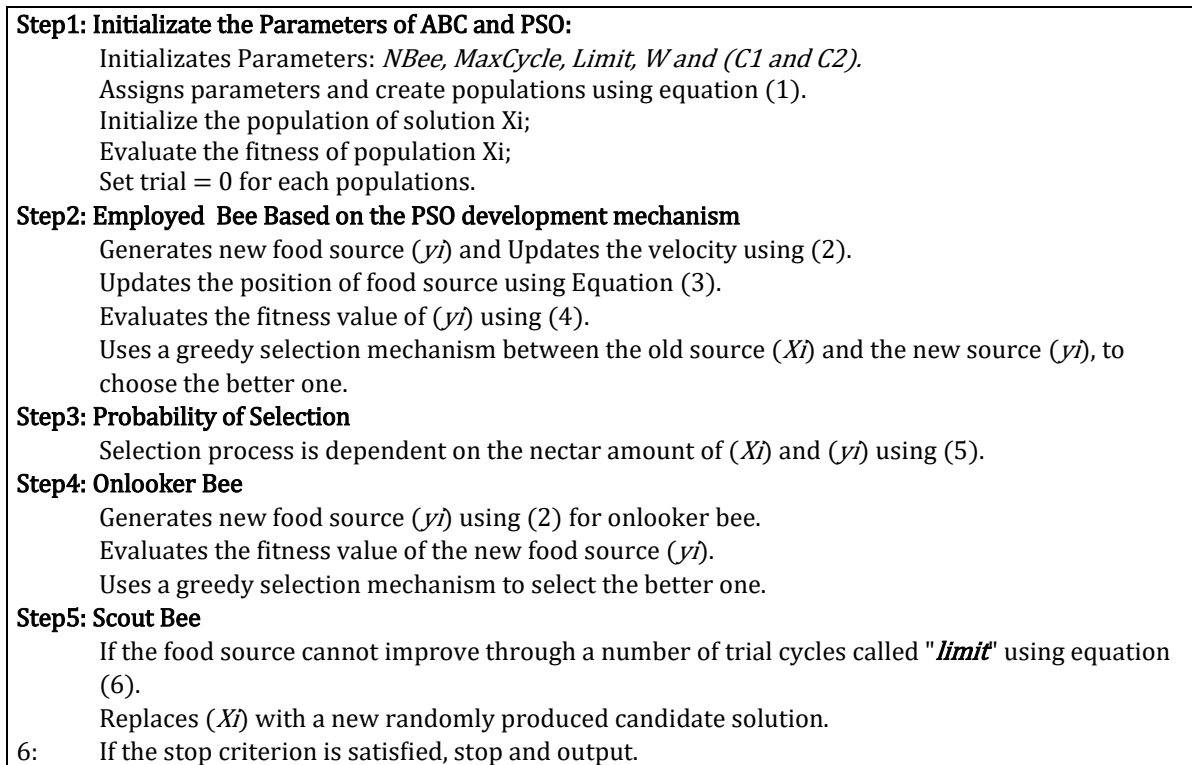 Step1: Initializate the Parameters of ABC and PSO:
Initializates Parameters: NBee, MaxCycle, Limit, W and (C1 and C2).
Assigns parameters and create populations using equation (1).
Initialize the population of solution Xi;
Evaluate the fitness of population Xi;
Set trial = 0 for each populations.
Step2: Employed Bee Based on the PSO development mechanism
Generates new food source (yi) and Updates the velocity using (2).
Updates the position of food source using Equation (3).
Evaluates the fitness value of (yi) using (4).
Uses a greedy selection mechanism between the old source (Xi) and the new source (yi), to
choose the better one.
Step3: Probability of Selection
Selection process is dependent on the nectar amount of (Xi) and (yi) using (5).
Step4: Onlooker Bee
Generates new food source (yi) using (2) for onlooker bee.
Evaluates the fitness value of the new food source (yi).
Uses a greedy selection mechanism to select the better one.
Step5: Scout Bee
If the food source cannot improve through a number of trial cycles called "limit" using equation
(6).
Replaces (Xi) with a new randomly produced candidate solution.
6: If the stop criterion is satisfied, stop and output.